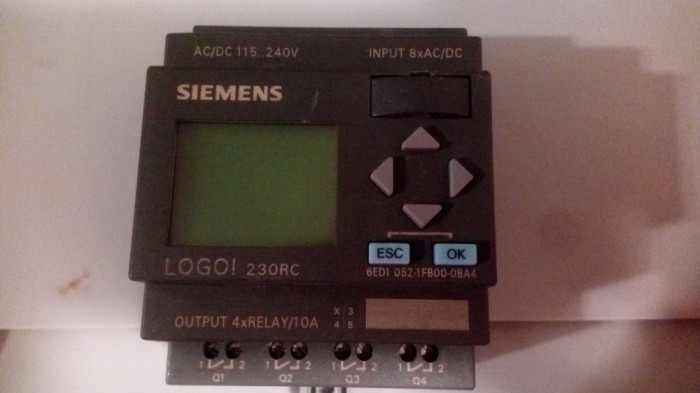 AC/DC 115..240V INPUT 8xAC/DC
SIEMENS
ESC OK
LOGO! 230RC 6ED1 052-1FB00-0BA4
OUTPUT 4xRELAY/10A X 3
4 5
1 2 1 2 1 2 1 2
Q1 Q2 Q3 Q4